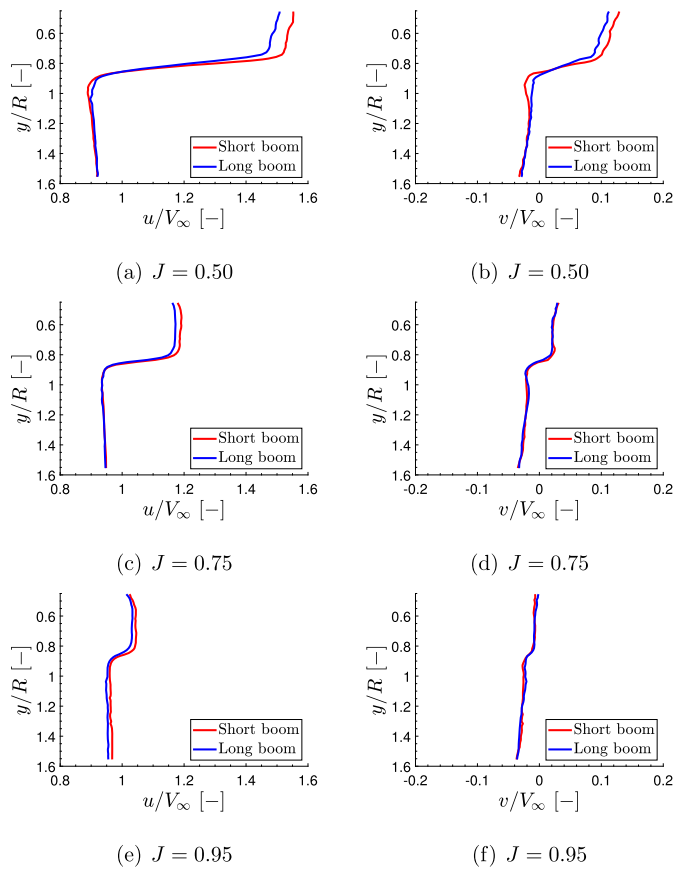 0.6
0.8
1
1.2
1.4
1.6
0.8
1
1.2
1.4
1.6
y/R [−]
u/V∞ [−]
Short boom
Long boom
(a) J = 0.50
0.6
0.8
1
1.2
1.4
1.6
-0.2
-0.1
0
0.1
0.2
y/R [−]
v/V∞ [−]
Short boom
Long boom
(b) J = 0.50
0.6
0.8
1
1.2
1.4
1.6
0.8
1
1.2
1.4
1.6
y/R [−]
u/V∞ [−]
Short boom
Long boom
(c) J = 0.75
0.6
0.8
1
1.2
1.4
1.6
-0.2
-0.1
0
0.1
0.2
y/R [−]
v/V∞ [−]
Short boom
Long boom
(d) J = 0.75
0.6
0.8
1
1.2
1.4
1.6
0.8
1
1.2
1.4
1.6
y/R [−]
u/V∞ [−]
Short boom
Long boom
(e) J = 0.95
0.6
0.8
1
1.2
1.4
1.6
-0.2
-0.1
0
0.1
0.2
y/R [−]
v/V∞ [−]
Short boom
Long boom
(f) J = 0.95